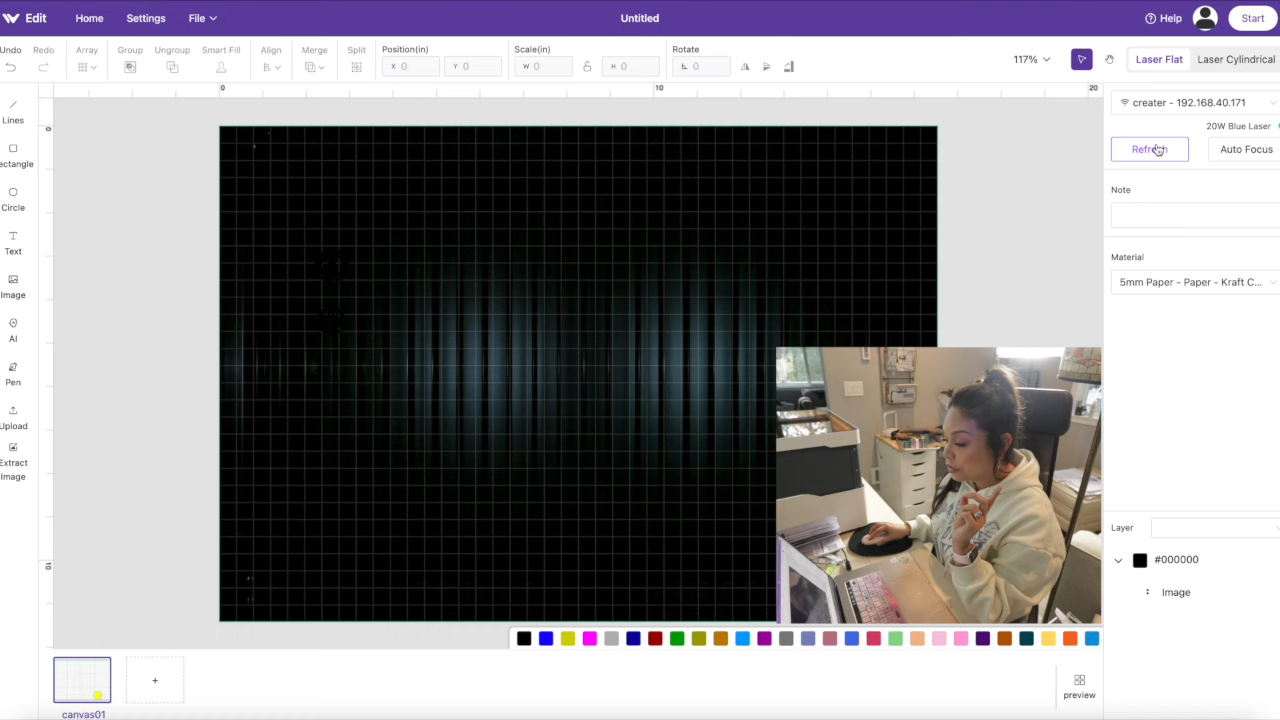 Edit Home Settings File Untitled Help Start
Undo Redo Array Group Ungroup Smart Fill Align Merge Split Position(in) Scale(in) Rotate
X 0 Y 0 W 0 H 0 0 117% Laser Flat Laser Cylindrical
0 10 20
0
10
Lines
ectangle
Circle
Text
Image
AI
Pen
Upload
Extract
Image
creater - 192.168.40.171
20W Blue Laser
Auto Focus
Note
Material
5mm Paper - Paper - Kraft C...
Layer
#000000
Image
+
canvas01
preview